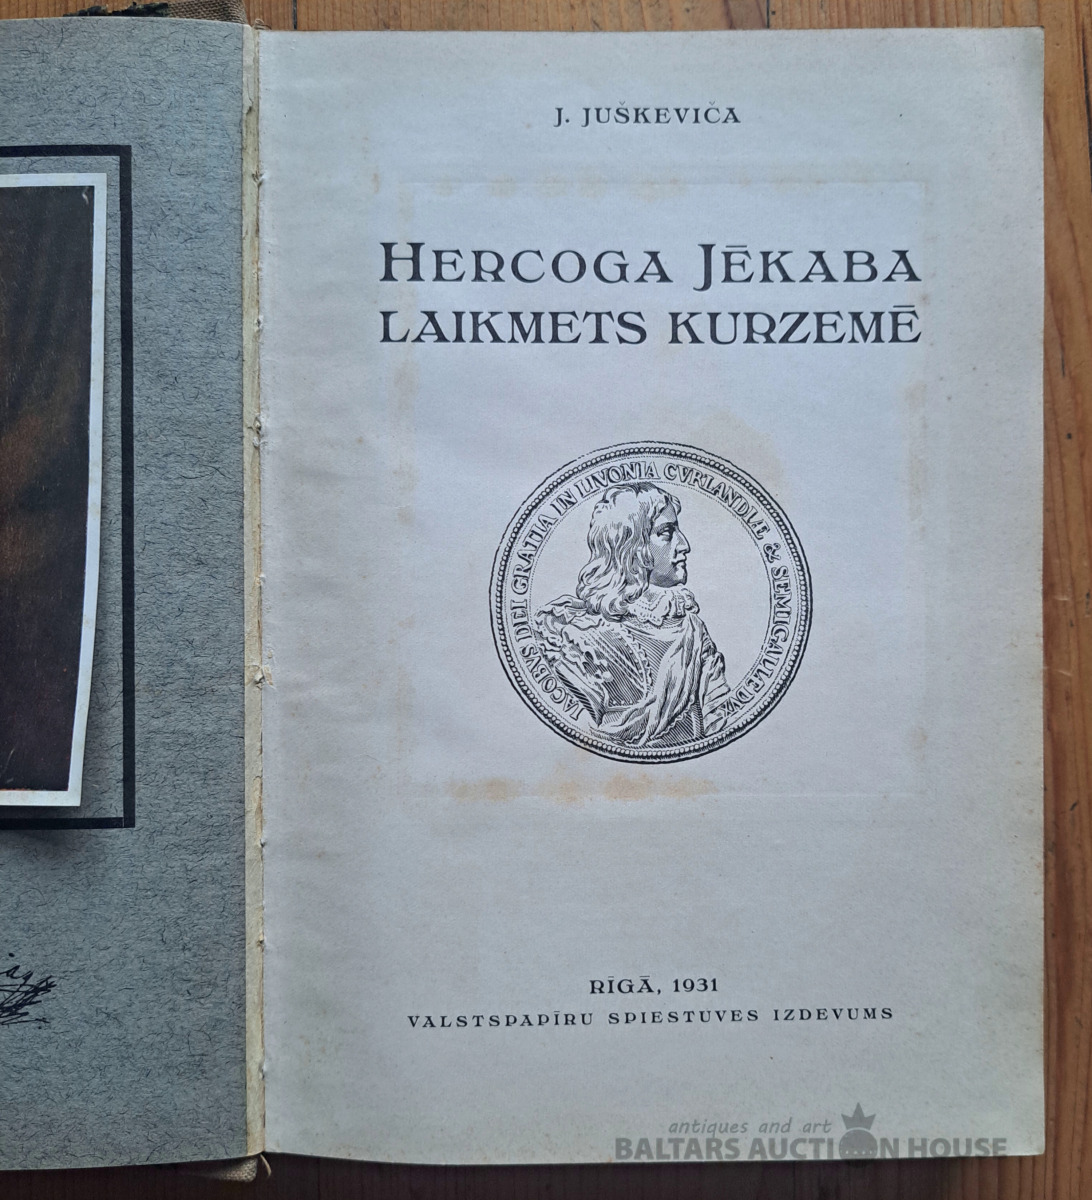 J. JUŠKEVIČA
HERCOGA JĒKABA
LAIKMETS KURZEMĒ
IACOBVS DEI GRATIA IN LIVONIA CVRLANDIÆ & SEMIGALLIÆ DVX
RĪGĀ, 1931
VALSTSPAPĪRU SPIESTUVES IZDEVUMS
antiques and art
BALTARS AUCTION HOUSE